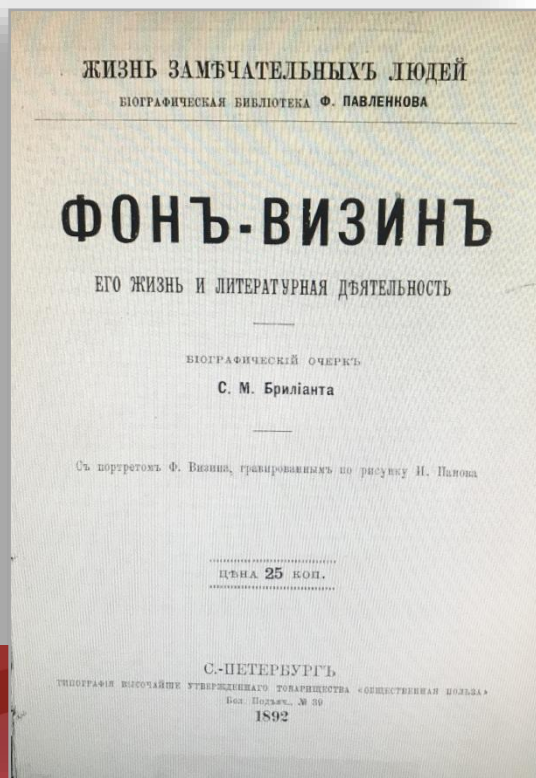 ЖИЗНЬ ЗАМѢЧАТЕЛЬНЫХЪ ЛЮДЕЙ
БІОГРАФИЧЕСКАЯ БИБЛІОТЕКА Ф. ПАВЛЕНКОВА
ФОНЪ-ВИЗИНЪ
ЕГО ЖИЗНЬ И ЛИТЕРАТУРНАЯ ДѢЯТЕЛЬНОСТЬ
БІОГРАФИЧЕСКІЙ ОЧЕРКЪ
С. М. Бриліанта
Съ портретомъ Ф. Визина, гравированнымъ по рисунку И. Панова
ЦѢНА 25 КОП.
С.-ПЕТЕРБУРГЪ
ТИПОГРАФІЯ ВЫСОЧАЙШЕ УТВЕРЖДЕННАГО ТОВАРИЩЕСТВА «ОБЩЕСТВЕННАЯ ПОЛЬЗА»
Бол. Подъяч., № 39
1892